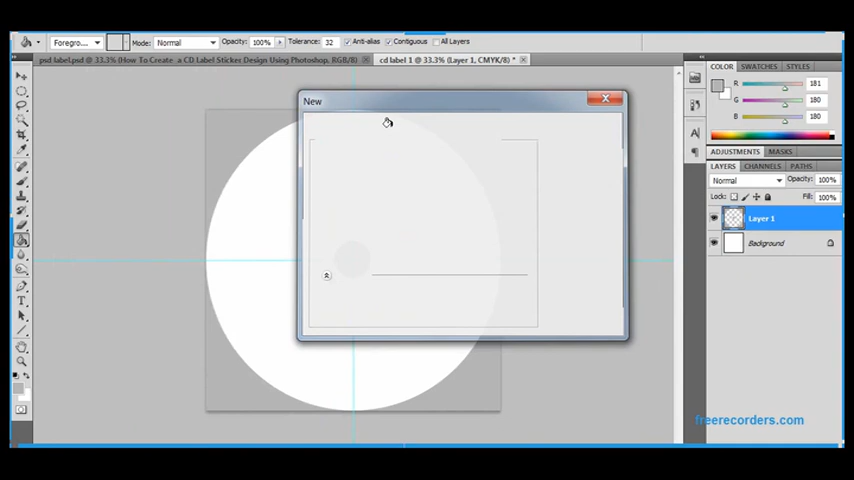 Foregro... Mode: Normal Opacity: 100% Tolerance: 32 Anti-alias Contiguous All Layers
psd label.psd @ 33.3% (How To Create a CD Label Sticker Design Using Photoshop, RGB/8) cd label 1 @ 33.3% (Layer 1, CMYK/8) *
New
COLOR SWATCHES STYLES
R 181
G 180
B 180
ADJUSTMENTS MASKS
LAYERS CHANNELS PATHS
Normal Opacity: 100%
Lock: Fill: 100%
Layer 1
Background
freerecorders.com